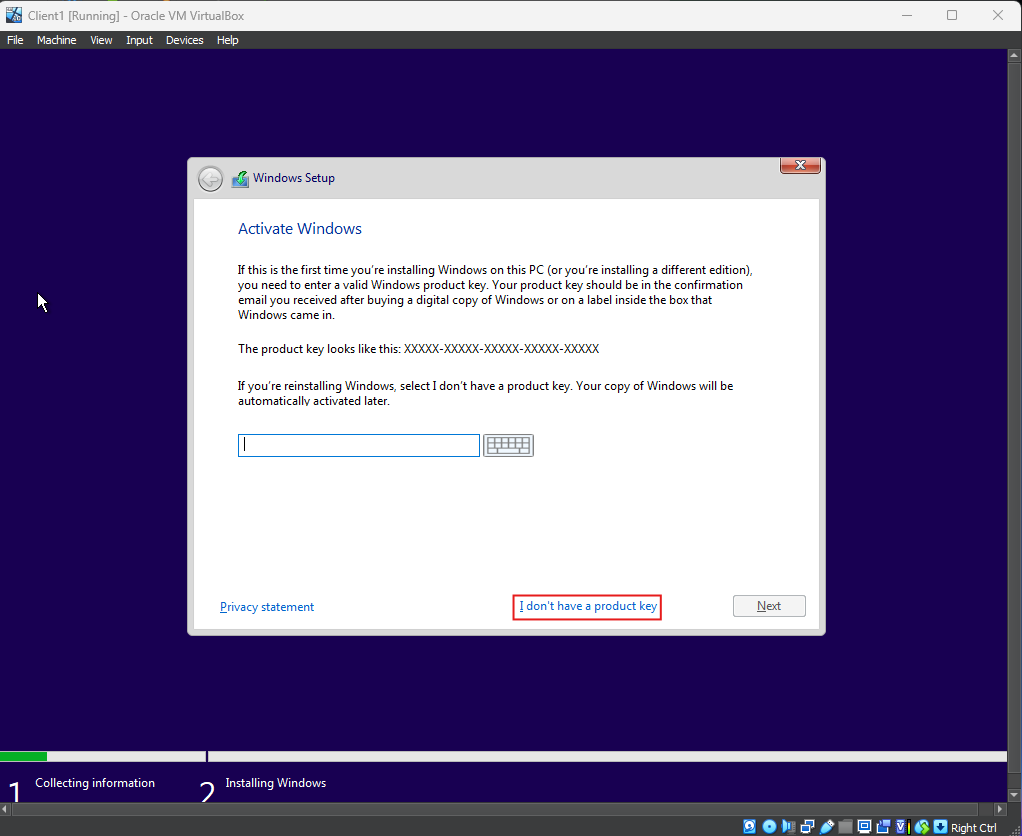 Client1 [Running] - Oracle VM VirtualBox
File Machine View Input Devices Help
Windows Setup
Activate Windows
If this is the first time you're installing Windows on this PC (or you're installing a different edition),
you need to enter a valid Windows product key. Your product key should be in the confirmation
email you received after buying a digital copy of Windows or on a label inside the box that
Windows came in.
The product key looks like this: XXXXX-XXXXX-XXXXX-XXXXX-XXXXX
If you're reinstalling Windows, select I don't have a product key. Your copy of Windows will be
automatically activated later.
Privacy statement
I don't have a product key
Next
1 Collecting information
2 Installing Windows
Right Ctrl